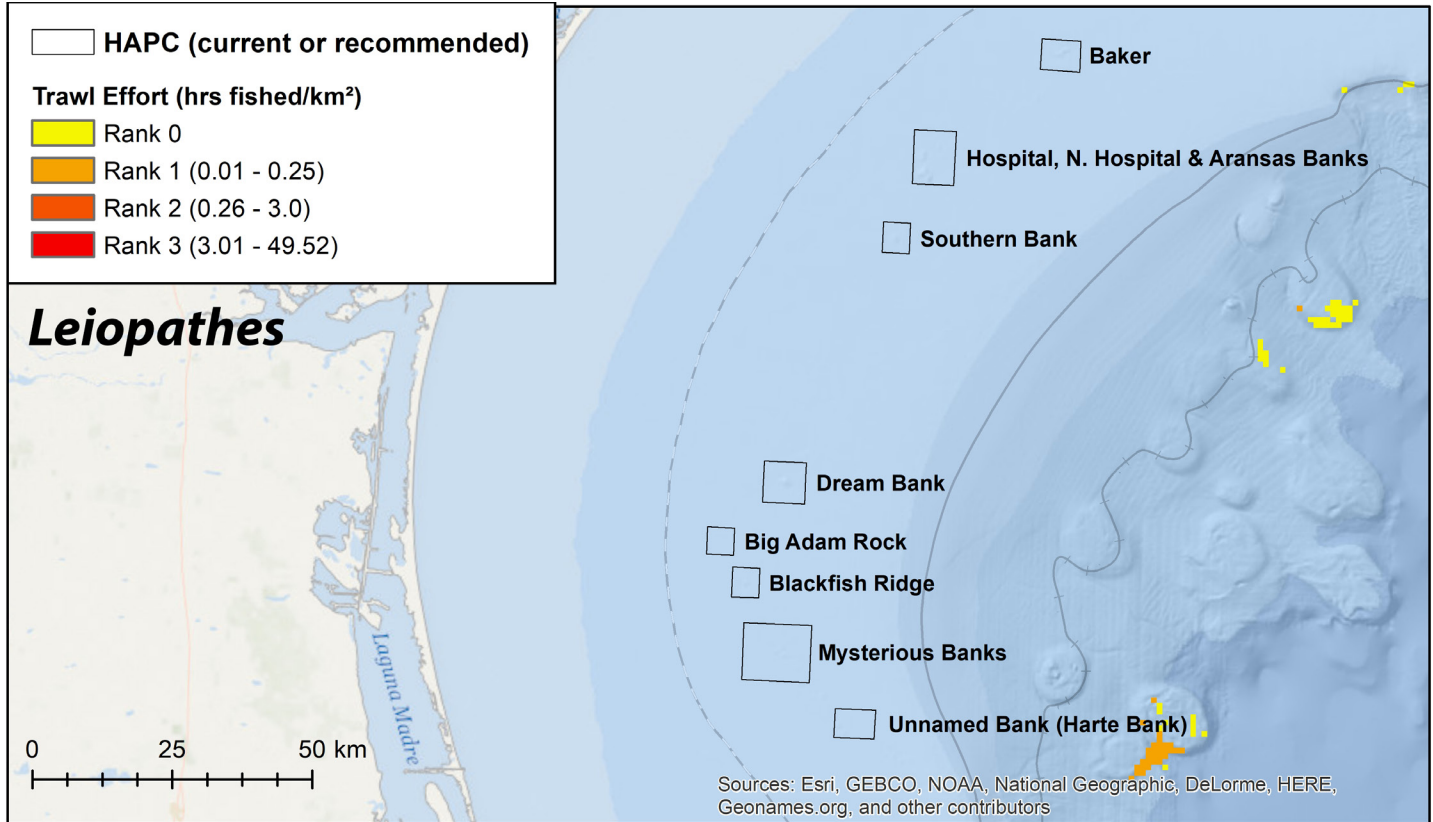 HAPC (current or recommended)
Trawl Effort (hrs fished/km²)
Rank 0
Rank 1 (0.01 - 0.25)
Rank 2 (0.26 - 3.0)
Rank 3 (3.01 - 49.52)
Leiopathes
Baker
Hospital, N. Hospital & Aransas Banks
Southern Bank
Dream Bank
Big Adam Rock
Blackfish Ridge
Mysterious Banks
Unnamed Bank (Harte Bank)
Laguna Madre
0 25 50 km
Sources: Esri, GEBCO, NOAA, National Geographic, DeLorme, HERE,
Geonames.org, and other contributors